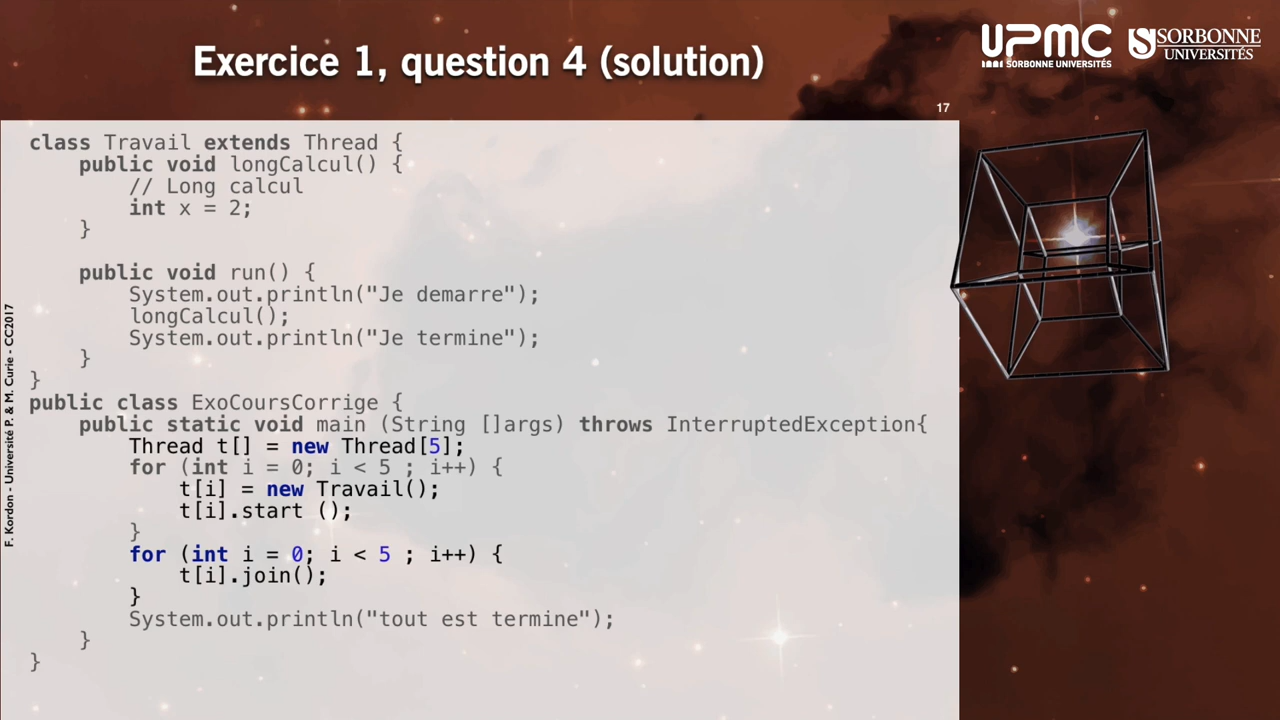 Exercice 1, question 4 (solution)
UPMC
SORBONNE UNIVERSITÉS
SORBONNE
UNIVERSITÉS
17
class Travail extends Thread {
    public void longCalcul() {
        // Long calcul
        int x = 2;
    }
    public void run() {
        System.out.println("Je demarre");
        longCalcul();
        System.out.println("Je termine");
    }
}
public class ExoCoursCorrige {
    public static void main (String []args) throws InterruptedException{
        Thread t[] = new Thread[5];
        for (int i = 0; i < 5 ; i++) {
            t[i] = new Travail();
            t[i].start ();
        }
        for (int i = 0; i < 5 ; i++) {
            t[i].join();
        }
        System.out.println("tout est termine");
    }
}
F. Kordon - Université P. & M. Curie - CC2017